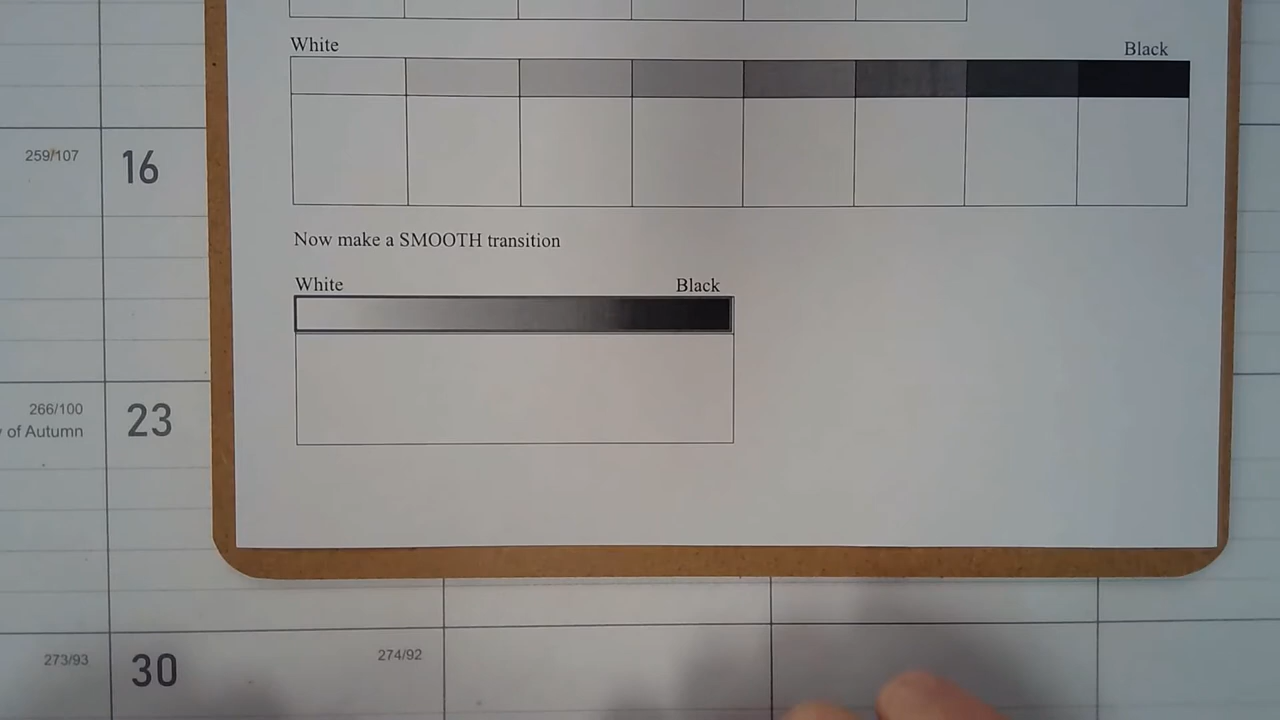 White Black
259/107 16
Now make a SMOOTH transition
White Black
266/100 23
of Autumn
273/93 30 274/92